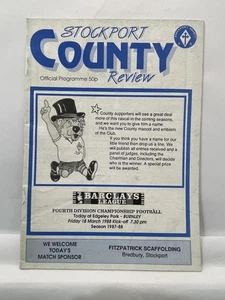 STOCKPORT
COUNTY
Official Programme 50p
Review
County supporters will see a great deal
more of this rascal in the coming seasons,
and we want you to give him a name.
He's the new County mascot and emblem
of the Club.
If you think you have a name for our
little friend then drop us a line. We
will publish all entries received and a
panel of judges, including the
Chairman and Directors, will decide
who is the winner. A special prize
will be awarded.
BARCLAYS
LEAGUE
FOURTH DIVISION CHAMPIONSHIP FOOTBALL
Today at Edgeley Park - BURNLEY
Friday 18 March 1988 Kick-off 7.30 pm
Season 1987-88
WE WELCOME
TODAY'S
MATCH SPONSOR
FITZPATRICK SCAFFOLDING
Bredbury, Stockport